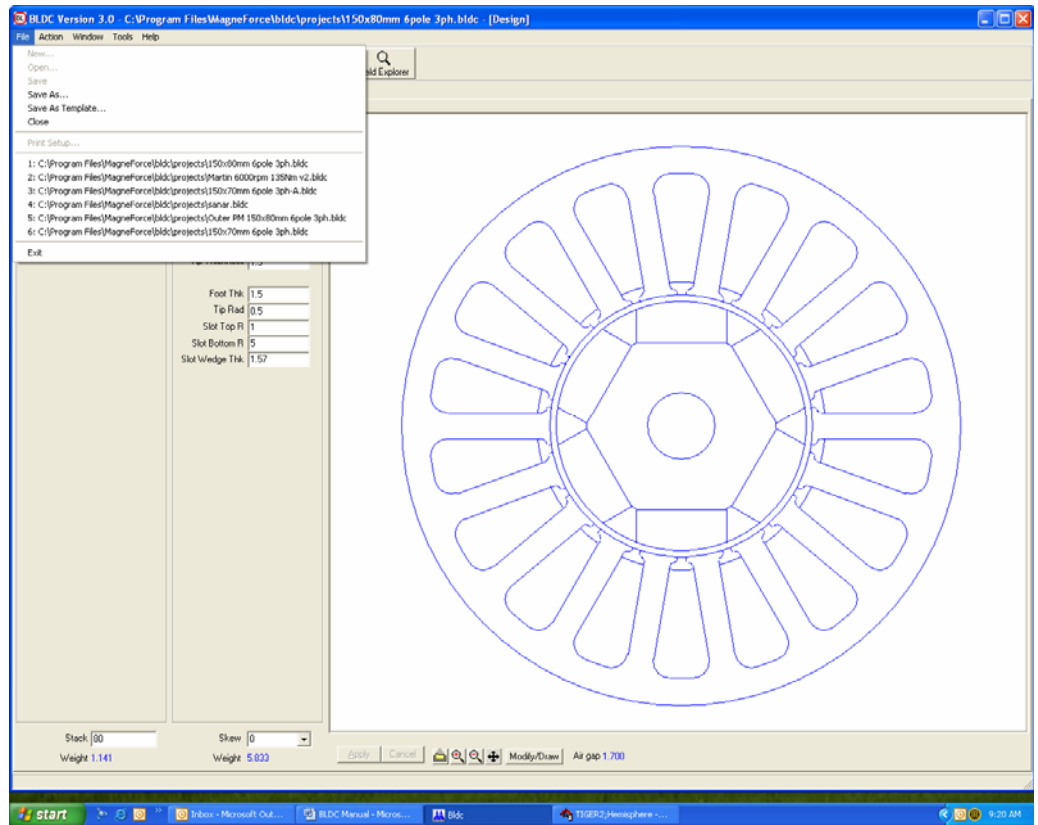 BLDC Version 3.0 - C:\Program Files\MagneForce\bldc\projects\150x80mm 6pole 3ph.bldc - [Design]
File Action Window Tools Help
New...
Open...
Save
Save As...
Save As Template...
Close
Print Setup...
1: C:\Program Files\MagneForce\bldc\projects\150x80mm 6pole 3ph.bldc
2: C:\Program Files\MagneForce\bldc\projects\Martin 6000rpm 135Nm v2.bldc
3: C:\Program Files\MagneForce\bldc\projects\150x70mm 6pole 3ph-A.bldc
4: C:\Program Files\MagneForce\bldc\projects\sanar.bldc
5: C:\Program Files\MagneForce\bldc\projects\Outer PM 150x80mm 6pole 3ph.bldc
6: C:\Program Files\MagneForce\bldc\projects\150x70mm 6pole 3ph.bldc
Exit
eld Explorer
Foot Thk 1.5
Tip Rad 0.5
Slot Top R 1
Slot Bottom R 5
Slot Wedge Thk 1.57
Stack 80
Skew 0
Weight 1.141
Weight 5.833
Apply Cancel Modify/Draw Air gap 1.700
start
Inbox - Microsoft Out...
BLDC Manual - Micros...
Bldc
TIGER2;Hemisphere -...
9:20 AM